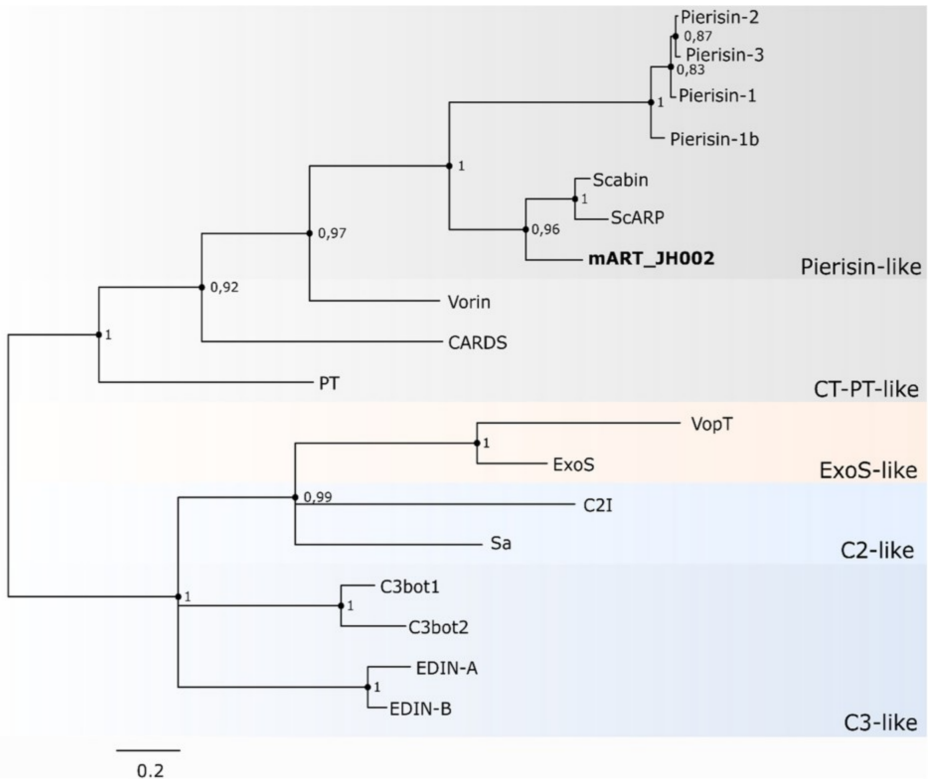 Pierisin-2
0,87
Pierisin-3
0,83
Pierisin-1
1
Pierisin-1b
1
Scabin
1
ScARP
0,96
mART_JH002
Pierisin-like
0,97
Vorin
0,92
CARDS
1
PT
CT-PT-like
VopT
1
ExoS
ExoS-like
0,99
C2I
Sa
C2-like
C3bot1
1
1
C3bot2
EDIN-A
1
EDIN-B
C3-like
0.2